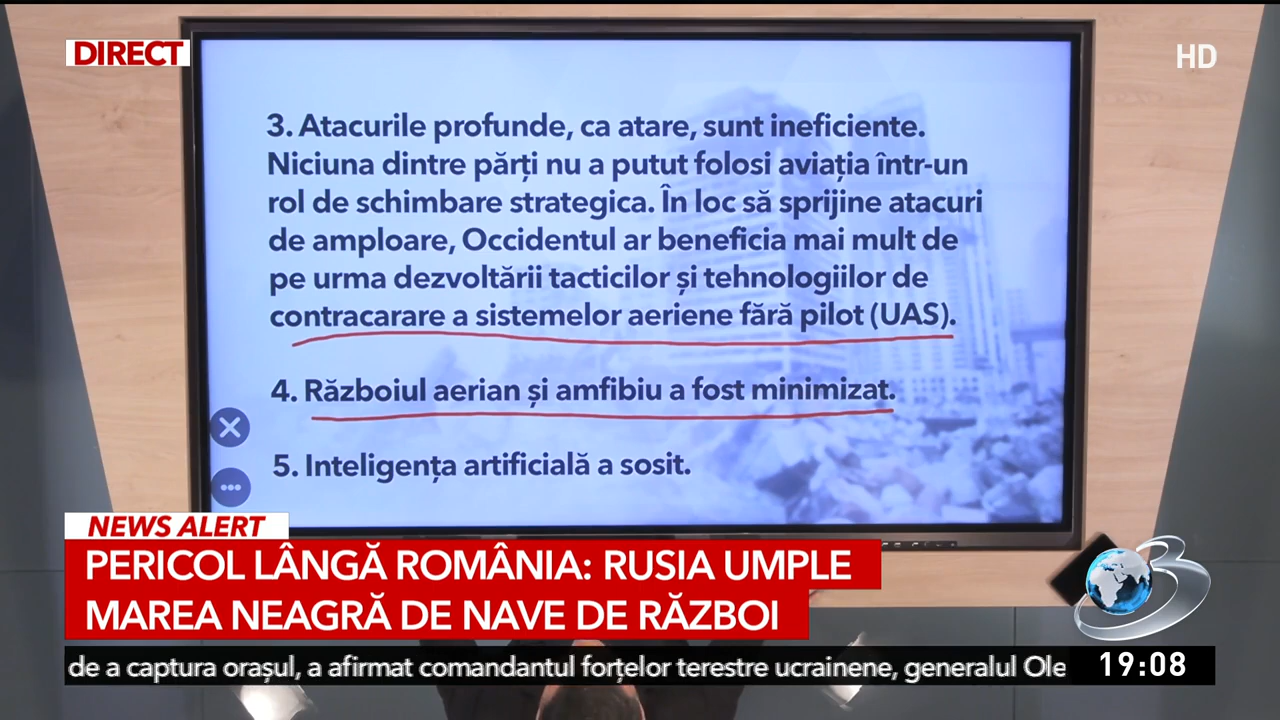 DIRECT
HD
3. Atacurile profunde, ca atare, sunt ineficiente.
Niciuna dintre părți nu a putut folosi aviația într-un
rol de schimbare strategica. În loc să sprijine atacuri
de amploare, Occidentul ar beneficia mai mult de
pe urma dezvoltării tacticilor și tehnologiilor de
contracarare a sistemelor aeriene fără pilot (UAS).
4. Războiul aerian și amfibiu a fost minimizat.
5. Inteligența artificială a sosit.
NEWS ALERT
PERICOL LÂNGĂ ROMÂNIA: RUSIA UMPLE
MAREA NEAGRĂ DE NAVE DE RĂZBOI
3
de a captura orașul, a afirmat comandantul forțelor terestre ucrainene, generalul Ole
19:08